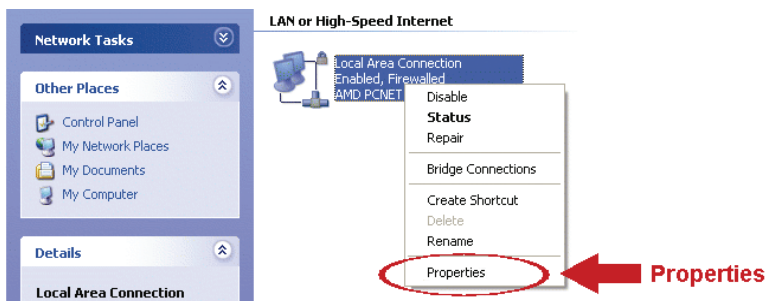 Network Tasks
Other Places
Control Panel
My Network Places
My Documents
My Computer
Details
Local Area Connection
LAN or High-Speed Internet
Local Area Connection
Enabled, Firewalled
AMD PCNET
Disable
Status
Repair
Bridge Connections
Create Shortcut
Delete
Rename
Properties
Properties